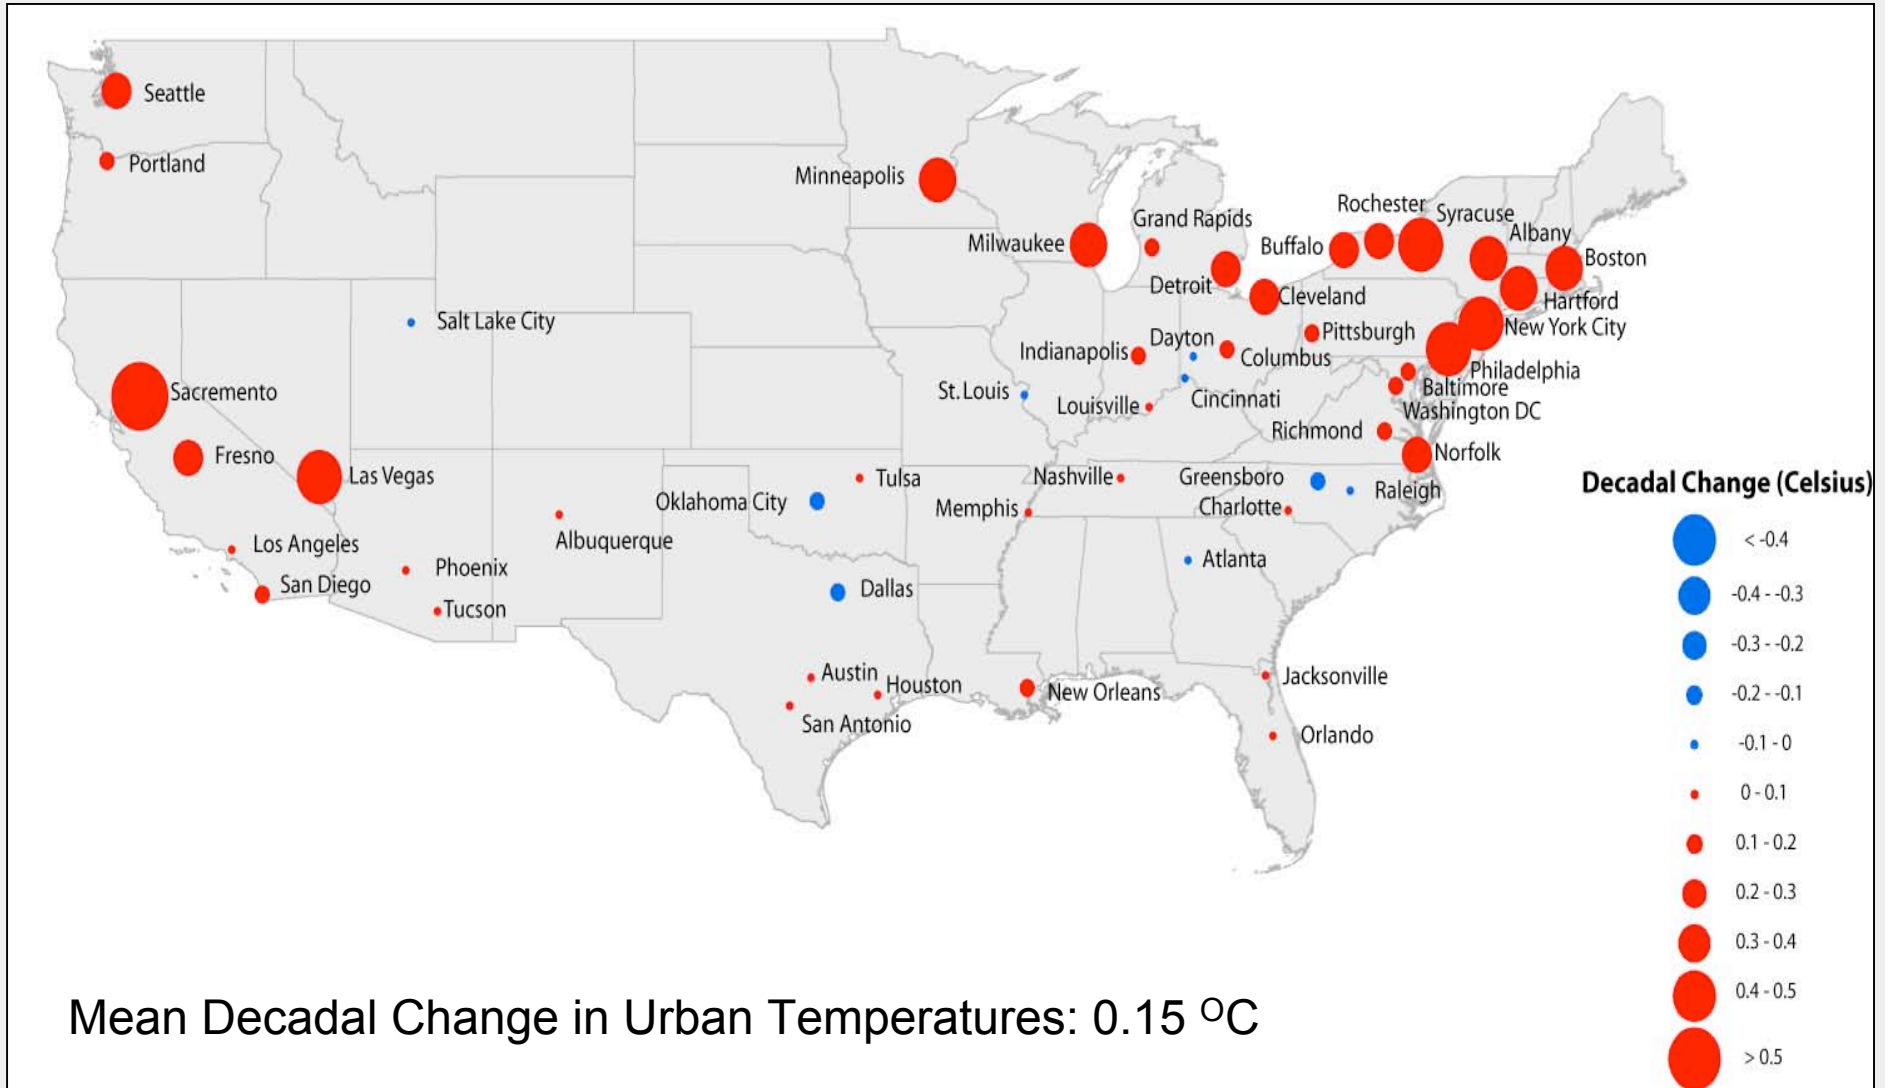 Seattle
Portland
Minneapolis
Milwaukee
Grand Rapids
Detroit
Rochester
Syracuse
Buffalo
Albany
Boston
Cleveland
Hartford
New York City
Salt Lake City
Pittsburgh
Dayton
Indianapolis
Columbus
Philadelphia
Baltimore
Washington DC
Sacramento
St. Louis
Louisville
Cincinnati
Richmond
Norfolk
Fresno
Las Vegas
Tulsa
Nashville
Greensboro
Raleigh
Oklahoma City
Memphis
Charlotte
Albuquerque
Los Angeles
Phoenix
San Diego
Tucson
Dallas
Atlanta
Austin
Houston
San Antonio
New Orleans
Jacksonville
Orlando
Decadal Change (Celsius)
< -0.4
-0.4 - -0.3
-0.3 - -0.2
-0.2 - -0.1
-0.1 - 0
0 - 0.1
0.1 - 0.2
0.2 - 0.3
0.3 - 0.4
0.4 - 0.5
> 0.5
Mean Decadal Change in Urban Temperatures: 0.15 ᴼC